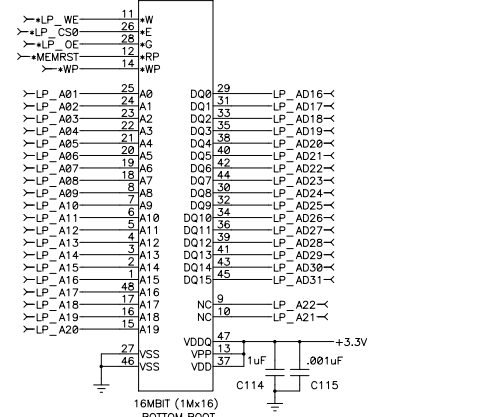 *LP_WE 11 *W
*LP_CS0 26 *E
*LP_OE 28 *G
*MEMRST 12 *RP
*WP 14 *WP
LP_A01 25 A0 DQ0 29 LP_AD16
LP_A02 24 A1 DQ1 31 LP_AD17
LP_A03 23 A2 DQ2 33 LP_AD18
LP_A04 22 A3 DQ3 35 LP_AD19
LP_A05 21 A4 DQ4 38 LP_AD20
LP_A06 20 A5 DQ5 40 LP_AD21
LP_A07 19 A6 DQ6 42 LP_AD22
LP_A08 18 A7 DQ7 44 LP_AD23
LP_A09 8 A8 DQ8 30 LP_AD24
LP_A10 7 A9 DQ9 32 LP_AD25
LP_A11 6 A10 DQ10 34 LP_AD26
LP_A12 5 A11 DQ11 36 LP_AD27
LP_A13 4 A12 DQ12 39 LP_AD28
LP_A14 3 A13 DQ13 41 LP_AD29
LP_A15 2 A14 DQ14 43 LP_AD30
LP_A16 1 A15 DQ15 45 LP_AD31
LP_A17 48 A16
LP_A18 17 A17 NC 9 LP_A22
LP_A19 16 A18 NC 10 LP_A21
LP_A20 15 A19
VDDQ 47 +3.3V
27 VSS VPP 13 1uF .001uF
46 VSS VDD 37
C114 C115
16MBIT (1Mx16)
BOTTOM BOOT